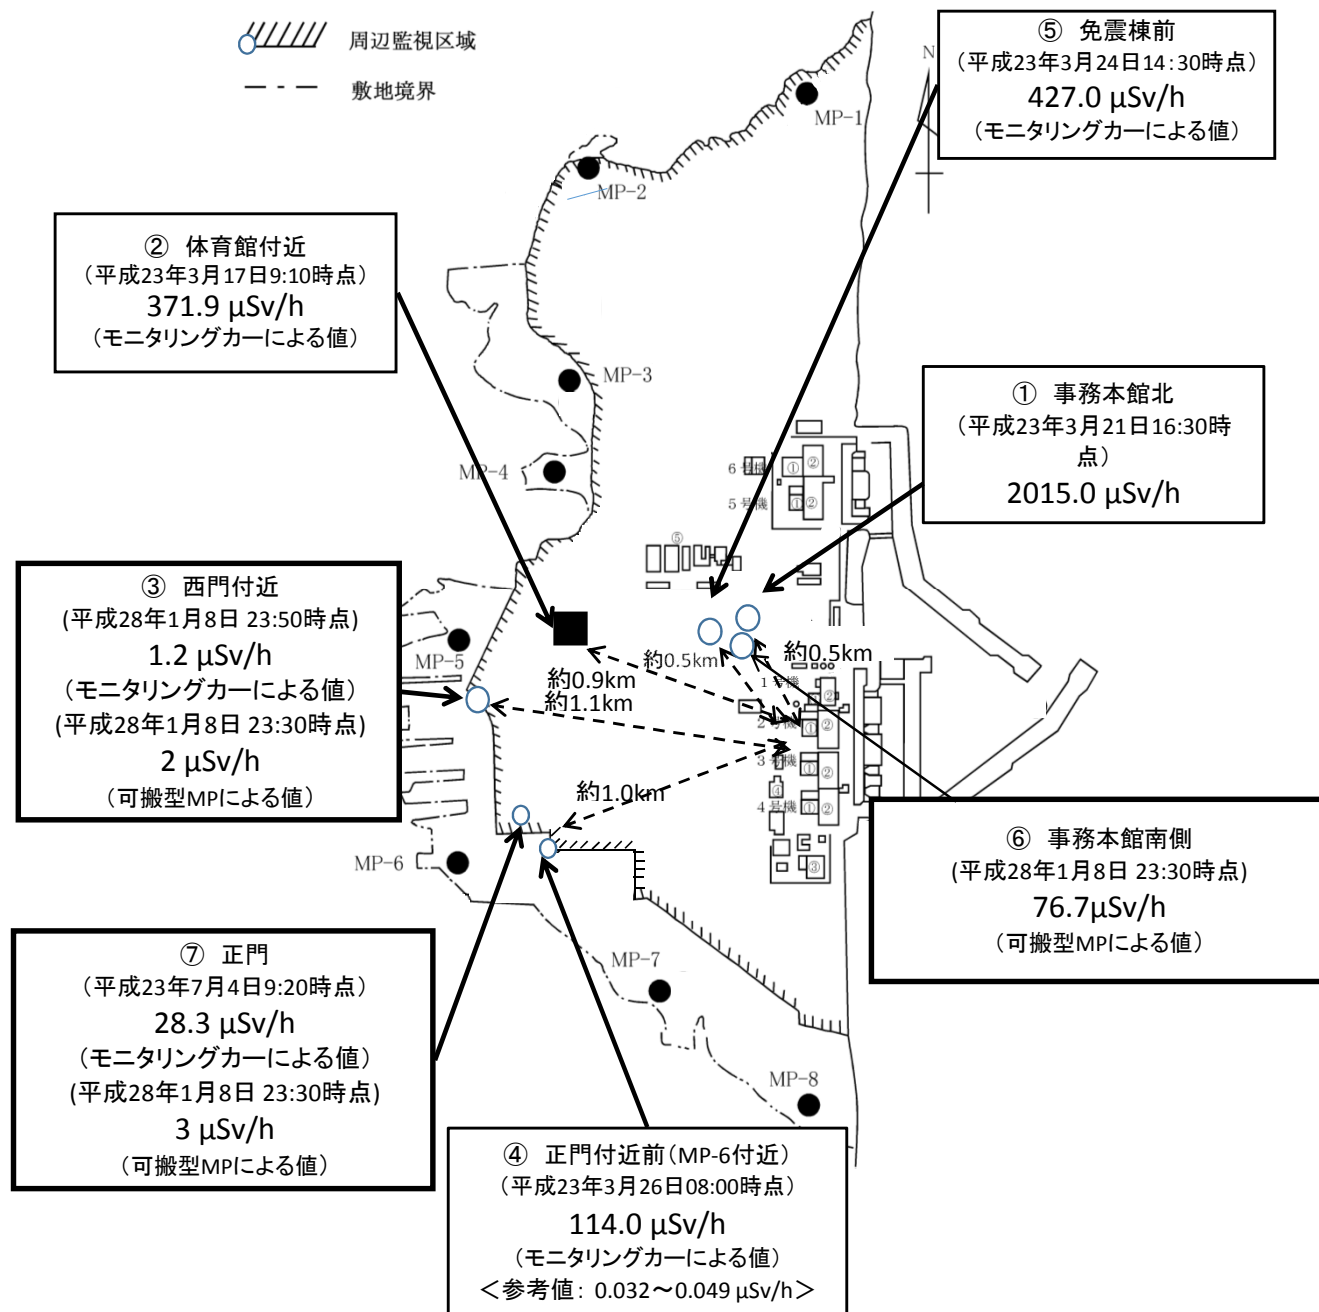 周辺監視区域
敷地境界
⑤ 免震棟前
(平成23年3月24日14:30時点)
427.0 μSv/h
(モニタリングカーによる値)
N
MP-1
MP-2
② 体育館付近
(平成23年3月17日9:10時点)
371.9 μSv/h
(モニタリングカーによる値)
MP-3
① 事務本館北
(平成23年3月21日16:30時
点)
2015.0 μSv/h
MP-4
6号機
①
②
5号機
①
②
⑤
③ 西門付近
(平成28年1月8日 23:50時点)
1.2 μSv/h
(モニタリングカーによる値)
(平成28年1月8日 23:30時点)
2 μSv/h
(可搬型MPによる値)
MP-5
約0.5km
約0.5km
約0.9km
約1.1km
1号機
②
2号機
①
②
3号機
①
②
約1.0km
④
4号機
①
②
③
MP-6
⑥ 事務本館南側
(平成28年1月8日 23:30時点)
76.7μSv/h
(可搬型MPによる値)
⑦ 正門
(平成23年7月4日9:20時点)
28.3 μSv/h
(モニタリングカーによる値)
(平成28年1月8日 23:30時点)
3 μSv/h
(可搬型MPによる値)
MP-7
MP-8
④ 正門付近前(MP-6付近)
(平成23年3月26日08:00時点)
114.0 μSv/h
(モニタリングカーによる値)
<参考値: 0.032~0.049 μSv/h>